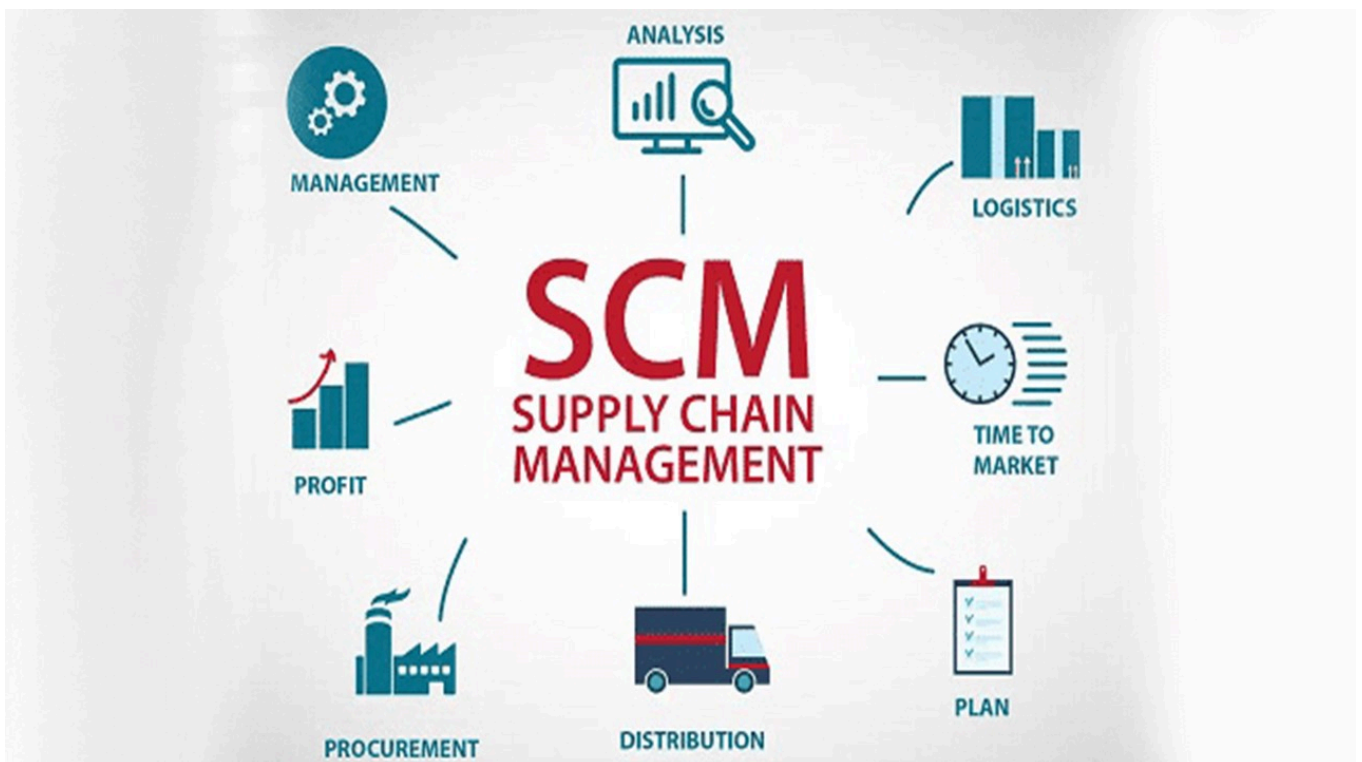 ANALYSIS
MANAGEMENT
LOGISTICS
SCM
SUPPLY CHAIN
MANAGEMENT
TIME TO
MARKET
PROFIT
PLAN
PROCUREMENT
DISTRIBUTION